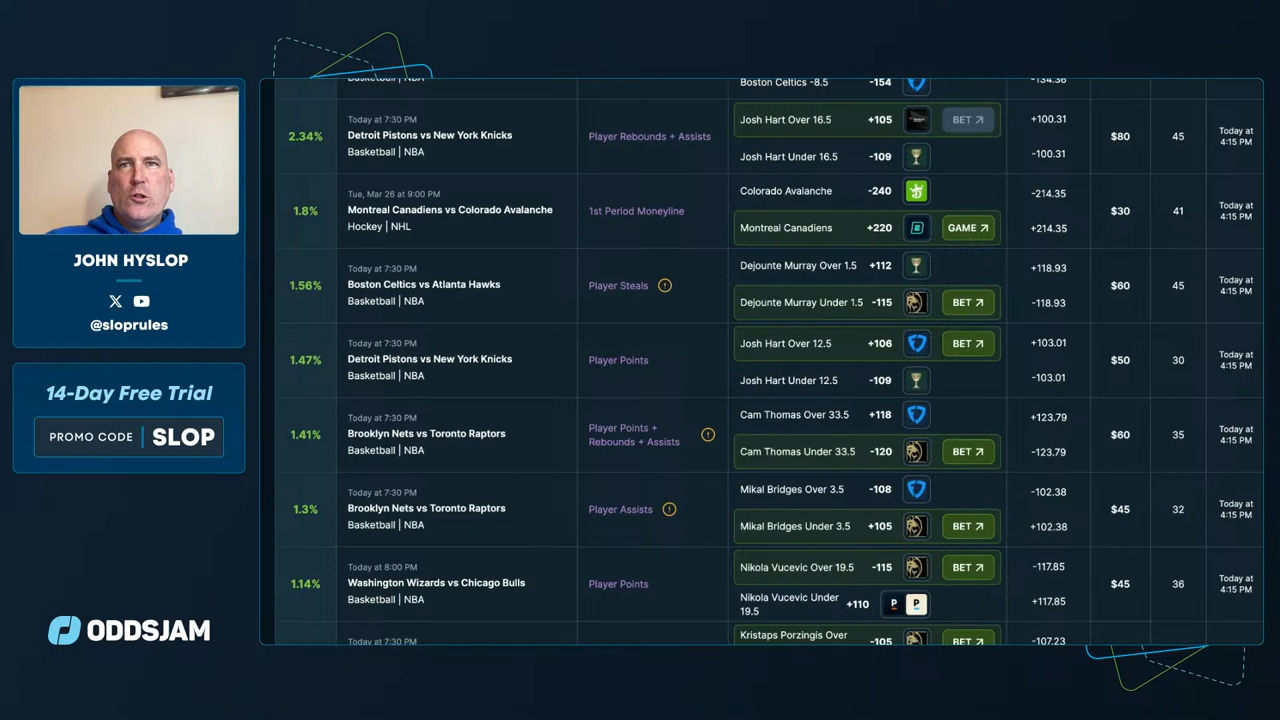 JOHN HYSLOP
@sloprules
14-Day Free Trial
PROMO CODE | SLOP
ODDSJAM
Basketball | NBA
Boston Celtics -8.5 -154
-134.36
2.34%
Today at 7:30 PM
Detroit Pistons vs New York Knicks
Basketball | NBA
Player Rebounds + Assists
Josh Hart Over 16.5 +105 BET
Josh Hart Under 16.5 -109
+100.31
-100.31
$80
45
Today at
4:15 PM
1.8%
Tue, Mar 26 at 9:00 PM
Montreal Canadiens vs Colorado Avalanche
Hockey | NHL
1st Period Moneyline
Colorado Avalanche -240
Montreal Canadiens +220 GAME
-214.35
+214.35
$30
41
Today at
4:15 PM
1.56%
Today at 7:30 PM
Boston Celtics vs Atlanta Hawks
Basketball | NBA
Player Steals
Dejounte Murray Over 1.5 +112
Dejounte Murray Under 1.5 -115 BET
+118.93
-118.93
$60
45
Today at
4:15 PM
1.47%
Today at 7:30 PM
Detroit Pistons vs New York Knicks
Basketball | NBA
Player Points
Josh Hart Over 12.5 +106 BET
Josh Hart Under 12.5 -109
+103.01
-103.01
$50
30
Today at
4:15 PM
1.41%
Today at 7:30 PM
Brooklyn Nets vs Toronto Raptors
Basketball | NBA
Player Points +
Rebounds + Assists
Cam Thomas Over 33.5 +118
Cam Thomas Under 33.5 -120 BET
+123.79
-123.79
$60
35
Today at
4:15 PM
1.3%
Today at 7:30 PM
Brooklyn Nets vs Toronto Raptors
Basketball | NBA
Player Assists
Mikal Bridges Over 3.5 -108
Mikal Bridges Under 3.5 +105 BET
-102.38
+102.38
$45
32
Today at
4:15 PM
1.14%
Today at 8:00 PM
Washington Wizards vs Chicago Bulls
Basketball | NBA
Player Points
Nikola Vucevic Over 19.5 -115 BET
Nikola Vucevic Under
19.5 +110 P P
-117.85
+117.85
$45
36
Today at
4:15 PM
Today at 7:30 PM
Kristaps Porzingis Over
-105 BET
-107.23